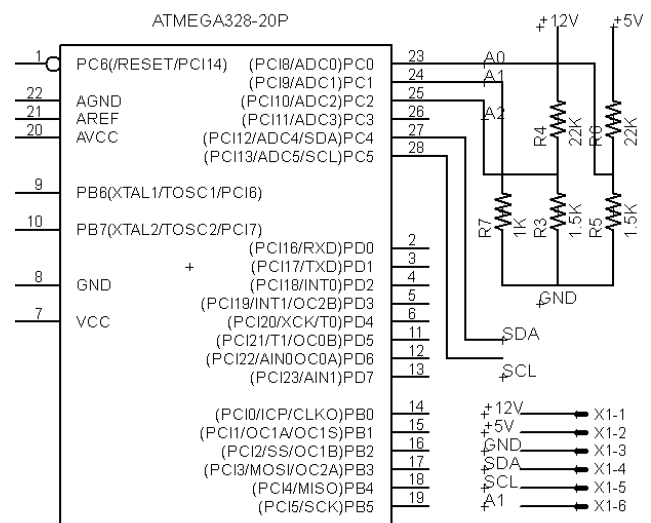 ATMEGA328-20P
+12V +5V
1 PC6(/RESET/PCI14) (PCI8/ADC0)PC0 23 A0
(PCI9/ADC1)PC1 24 A1
22 AGND (PCI10/ADC2)PC2 25 A2
21 AREF (PCI11/ADC3)PC3 26
20 AVCC (PCI12/ADC4/SDA)PC4 27
(PCI13/ADC5/SCL)PC5 28
R4 22K R6 22K
9 PB6(XTAL1/TOSC1/PCI6)
10 PB7(XTAL2/TOSC2/PCI7)
R7 1K R3 1.5K R5 1.5K
(PCI16/RXD)PD0 2
(PCI17/TXD)PD1 3
8 GND (PCI18/INT0)PD2 4
GND
(PCI19/INT1/OC2B)PD3 5
7 VCC (PCI20/XCK/T0)PD4 6
(PCI21/T1/OC0B)PD5 11 SDA
(PCI22/AIN0OC0A)PD6 12
(PCI23/AIN1)PD7 13 SCL
(PCI0/ICP/CLKO)PB0 14 +12V X1-1
(PCI1/OC1A/OC1S)PB1 15 +5V X1-2
(PCI2/SS/OC1B)PB2 16 GND X1-3
(PCI3/MOSI/OC2A)PB3 17 SDA X1-4
(PCI4/MISO)PB4 18 SCL X1-5
(PCI5/SCK)PB5 19 A1 X1-6